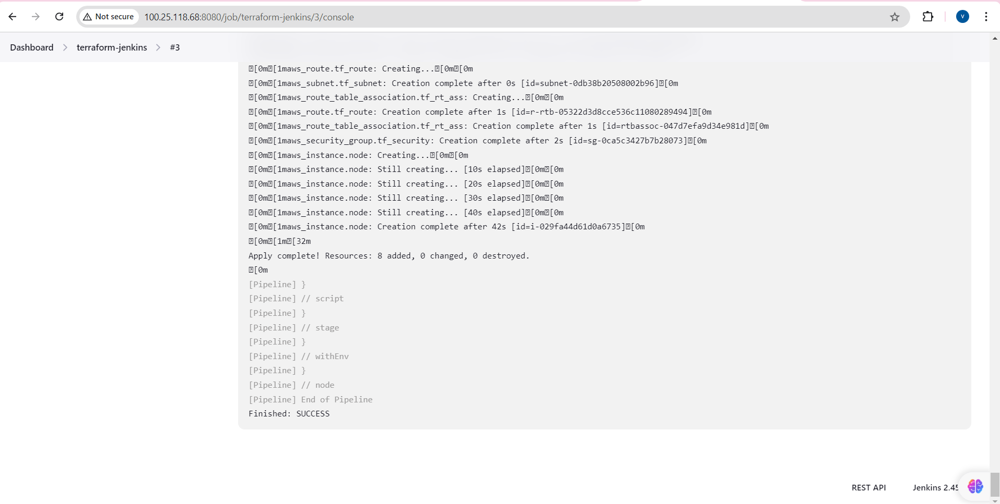 Not secure 100.25.118.68:8080/job/terraform-jenkins/3/console V
Dashboard terraform-jenkins #3
[0m[1maws_route.tf_route: Creating...[0m[0m
[0m[1maws_subnet.tf_subnet: Creation complete after 0s [id=subnet-0db38b20508002b96][0m
[0m[1maws_route_table_association.tf_rt_ass: Creating...[0m[0m
[0m[1maws_route.tf_route: Creation complete after 1s [id=r-rtb-05322d3d8cce536c11080289494][0m
[0m[1maws_route_table_association.tf_rt_ass: Creation complete after 1s [id=rtbassoc-047d7efa9d34e981d][0m
[0m[1maws_security_group.tf_security: Creation complete after 2s [id=sg-0ca5c3427b7b28073][0m
[0m[1maws_instance.node: Creating...[0m[0m
[0m[1maws_instance.node: Still creating... [10s elapsed][0m[0m
[0m[1maws_instance.node: Still creating... [20s elapsed][0m[0m
[0m[1maws_instance.node: Still creating... [30s elapsed][0m[0m
[0m[1maws_instance.node: Still creating... [40s elapsed][0m[0m
[0m[1maws_instance.node: Creation complete after 42s [id=i-029fa44d61d0a6735][0m
[0m[1m[32m
Apply complete! Resources: 8 added, 0 changed, 0 destroyed.
[0m
[Pipeline] }
[Pipeline] // script
[Pipeline] }
[Pipeline] // stage
[Pipeline] }
[Pipeline] // withEnv
[Pipeline] }
[Pipeline] // node
[Pipeline] End of Pipeline
Finished: SUCCESS
REST API Jenkins 2.45